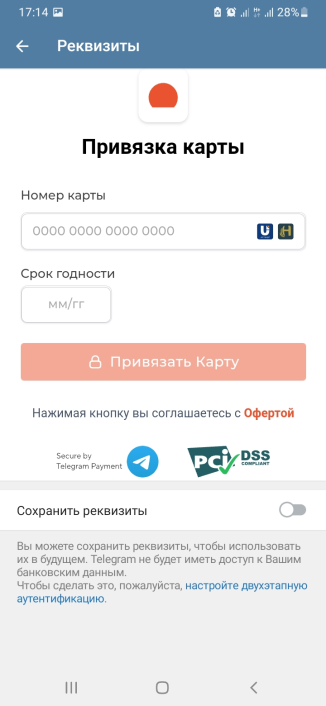 17:14 28%
Реквизиты
Привязка карты
Номер карты
0000 0000 0000 0000
Срок годности
мм/гг
Привязать Карту
Нажимая кнопку вы соглашаетесь с Офертой
Secure by
Telegram Payment
PCI DSS
COMPLIANT
Сохранить реквизиты
Вы можете сохранить реквизиты, чтобы использовать
их в будущем. Telegram не будет иметь доступ к Вашим
банковским данным.
Чтобы сделать это, пожалуйста, настройте двухэтапную
аутентификацию.